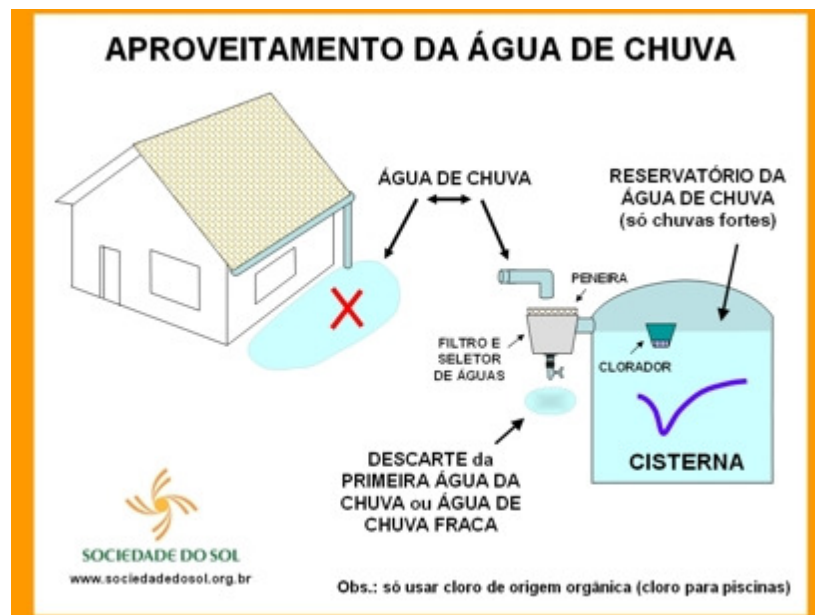 APROVEITAMENTO DA ÁGUA DE CHUVA
ÁGUA DE CHUVA
RESERVATÓRIO DA
ÁGUA DE CHUVA
(só chuvas fortes)
PENEIRA
FILTRO E
SELETOR
DE ÁGUAS
CLORADOR
CISTERNA
DESCARTE da
PRIMEIRA ÁGUA DA
CHUVA ou ÁGUA DE
CHUVA FRACA
SOCIEDADE DO SOL
www.sociedadedosol.org.br
Obs.: só usar cloro de origem orgânica (cloro para piscinas)